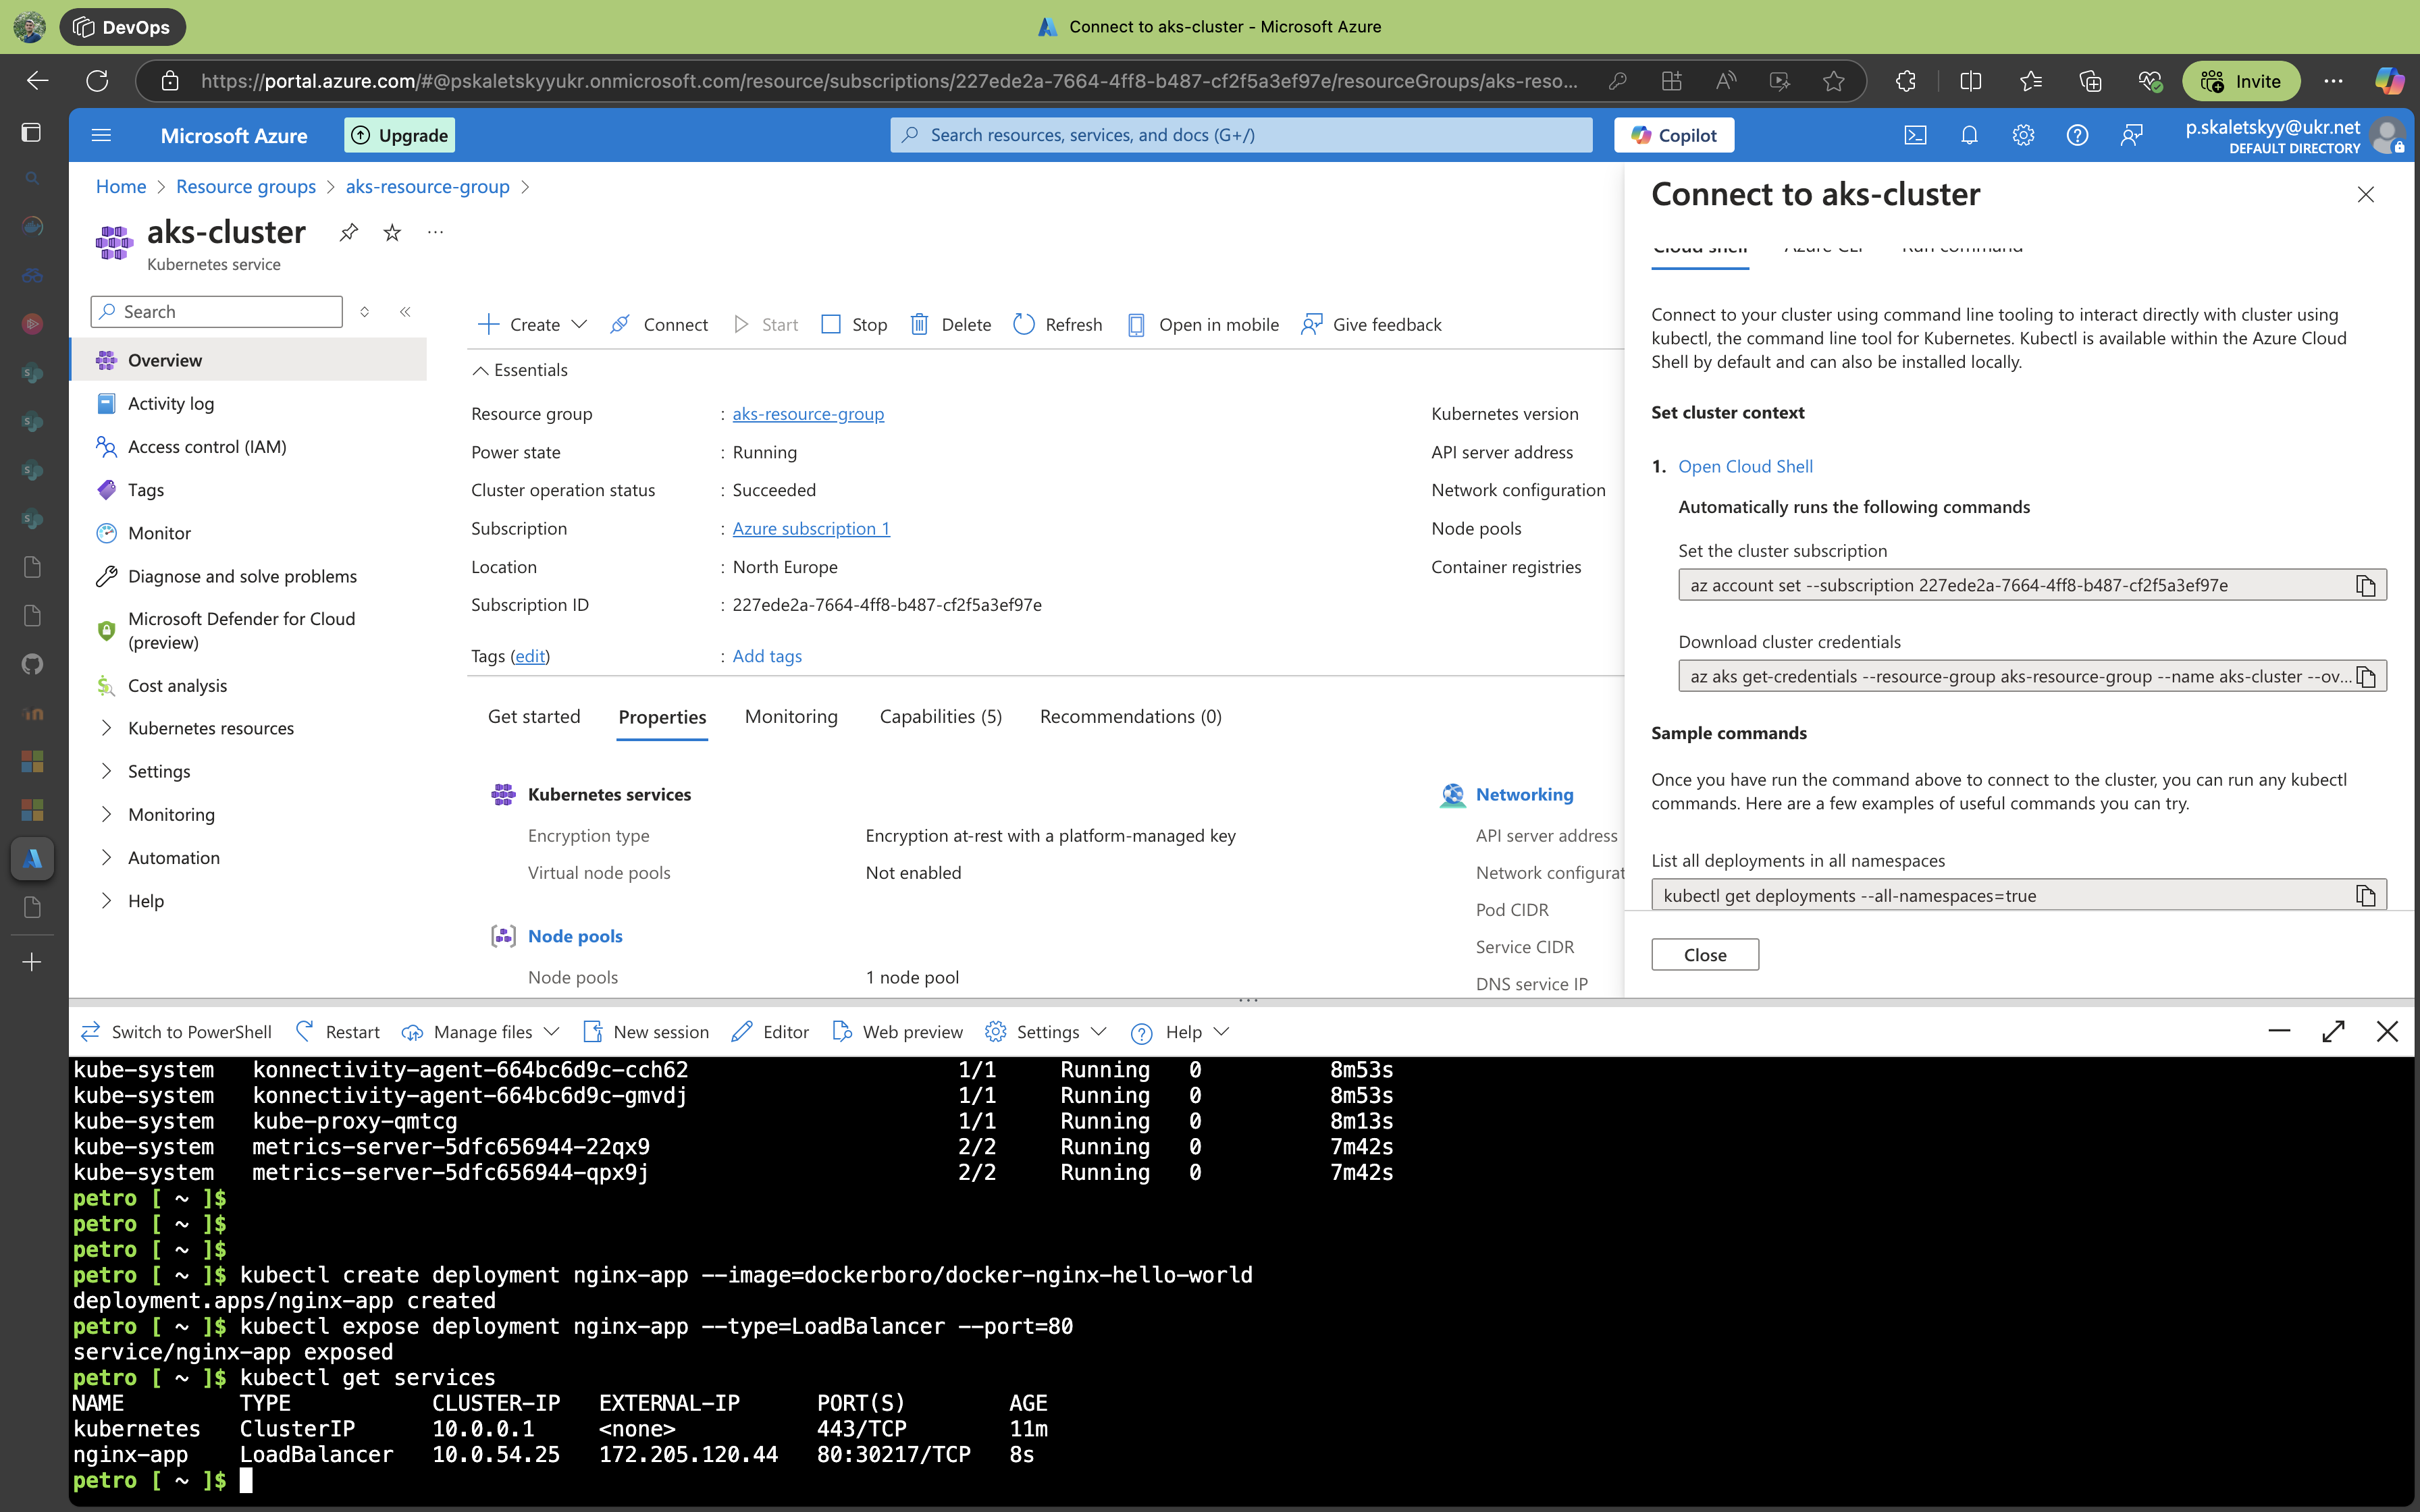 DevOps
Connect to aks-cluster - Microsoft Azure
https://portal.azure.com/#@pskaletskyyukr.onmicrosoft.com/resource/subscriptions/227ede2a-7664-4ff8-b487-cf2f5a3ef97e/resourceGroups/aks-reso...
Invite
Microsoft Azure
Upgrade
Search resources, services, and docs (G+/)
Copilot
p.skaletskyy@ukr.net
DEFAULT DIRECTORY
Home > Resource groups > aks-resource-group >
aks-cluster
Kubernetes service
Search
Overview
Activity log
Access control (IAM)
Tags
Monitor
Diagnose and solve problems
Microsoft Defender for Cloud
(preview)
Cost analysis
Kubernetes resources
Settings
Monitoring
Automation
Help
Create Connect Start Stop Delete Refresh Open in mobile Give feedback
Essentials
Resource group : aks-resource-group
Power state : Running
Cluster operation status : Succeeded
Subscription : Azure subscription 1
Location : North Europe
Subscription ID : 227ede2a-7664-4ff8-b487-cf2f5a3ef97e
Tags (edit) : Add tags
Kubernetes version
API server address
Network configuration
Node pools
Container registries
Get started Properties Monitoring Capabilities (5) Recommendations (0)
Kubernetes services
Encryption type Encryption at-rest with a platform-managed key
Virtual node pools Not enabled
Node pools
Node pools 1 node pool
Networking
API server address
Network configurat
Pod CIDR
Service CIDR
DNS service IP
Connect to aks-cluster
Cloud shell Azure CLI Run command
Connect to your cluster using command line tooling to interact directly with cluster using
kubectl, the command line tool for Kubernetes. Kubectl is available within the Azure Cloud
Shell by default and can also be installed locally.
Set cluster context
1. Open Cloud Shell
Automatically runs the following commands
Set the cluster subscription
az account set --subscription 227ede2a-7664-4ff8-b487-cf2f5a3ef97e
Download cluster credentials
az aks get-credentials --resource-group aks-resource-group --name aks-cluster --ov...
Sample commands
Once you have run the command above to connect to the cluster, you can run any kubectl
commands. Here are a few examples of useful commands you can try.
List all deployments in all namespaces
kubectl get deployments --all-namespaces=true
Close
Switch to PowerShell Restart Manage files New session Editor Web preview Settings Help
kube-system konnectivity-agent-664bc6d9c-cch62 1/1 Running 0 8m53s
kube-system konnectivity-agent-664bc6d9c-gmvdj 1/1 Running 0 8m53s
kube-system kube-proxy-qmtcg 1/1 Running 0 8m13s
kube-system metrics-server-5dfc656944-22qx9 2/2 Running 0 7m42s
kube-system metrics-server-5dfc656944-qpx9j 2/2 Running 0 7m42s
petro [ ~ ]$
petro [ ~ ]$
petro [ ~ ]$
petro [ ~ ]$ kubectl create deployment nginx-app --image=dockerboro/docker-nginx-hello-world
deployment.apps/nginx-app created
petro [ ~ ]$ kubectl expose deployment nginx-app --type=LoadBalancer --port=80
service/nginx-app exposed
petro [ ~ ]$ kubectl get services
NAME TYPE CLUSTER-IP EXTERNAL-IP PORT(S) AGE
kubernetes ClusterIP 10.0.0.1 <none> 443/TCP 11m
nginx-app LoadBalancer 10.0.54.25 172.205.120.44 80:30217/TCP 8s
petro [ ~ ]$